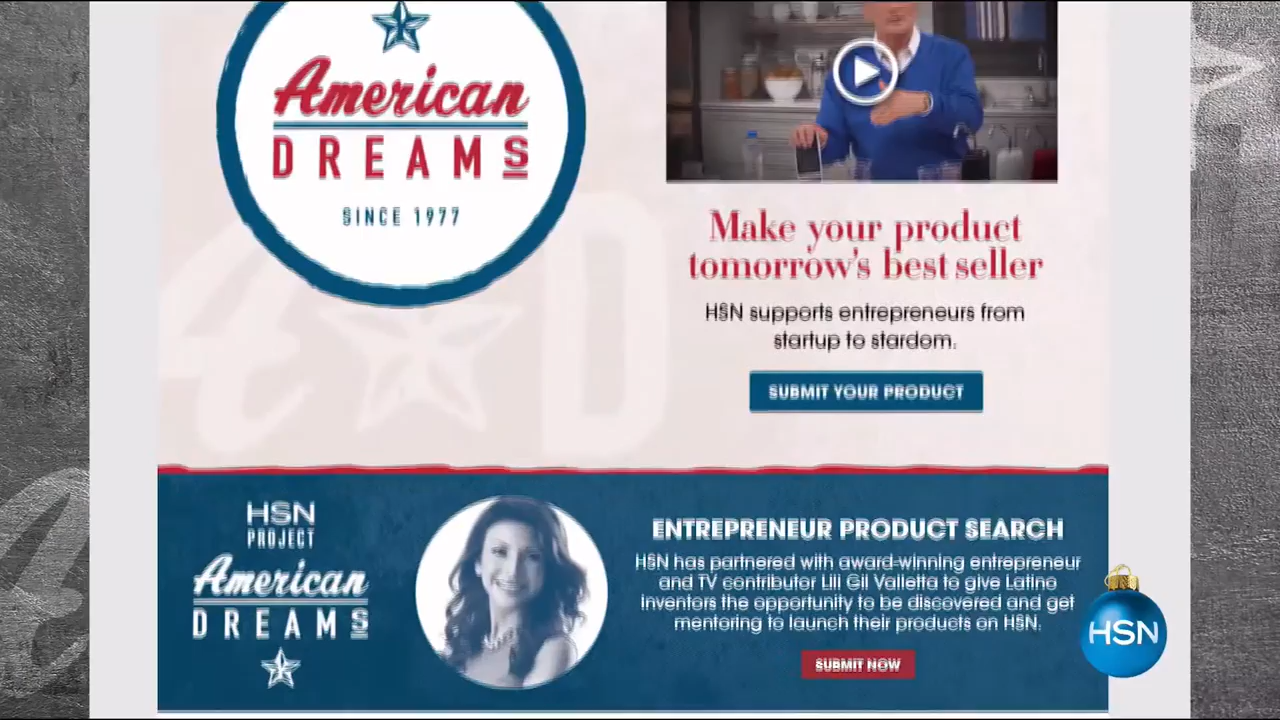 American
DREAMS
SINCE 1977
Make your product
tomorrow's best seller
HSN supports entrepreneurs from
startup to stardom.
SUBMIT YOUR PRODUCT
HSN
PROJECT
American
DREAMS
ENTREPRENEUR PRODUCT SEARCH
HSN has partnered with award-winning entrepreneur
and TV contributor Lili Gil Valletta to give Latino
inventors the opportunity to be discovered and get
mentoring to launch their products on HSN.
SUBMIT NOW
HSN